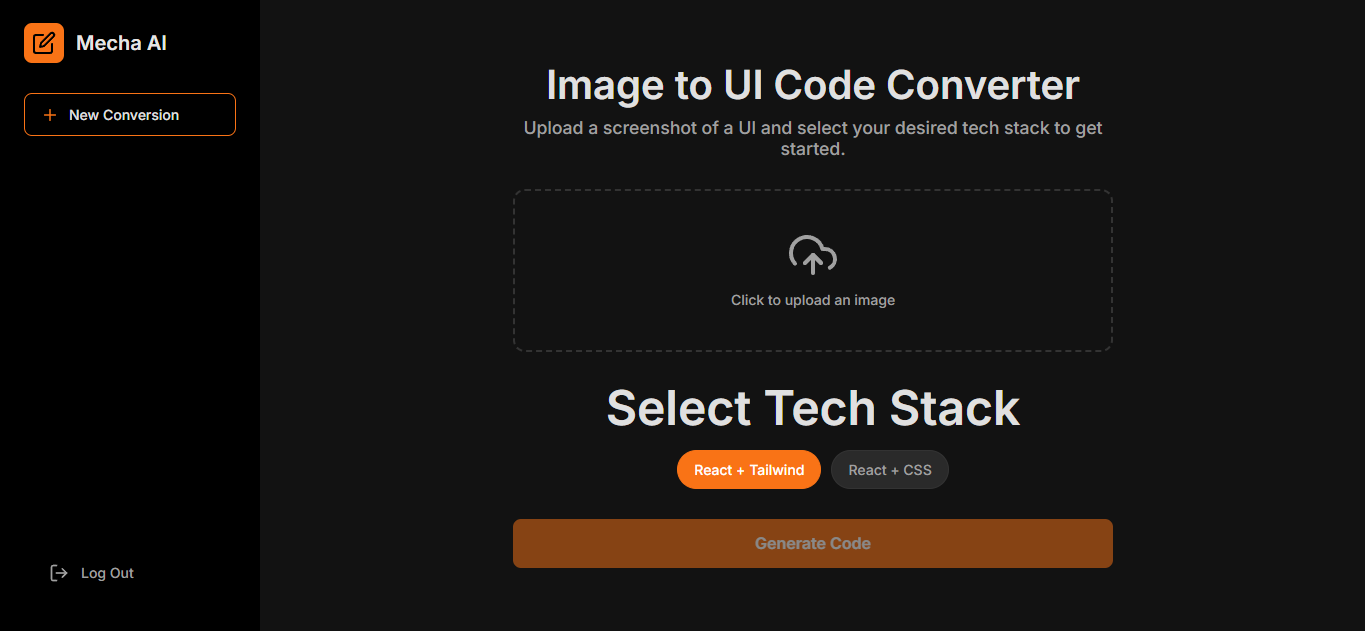 Mecha AI
New Conversion
Log Out
Image to UI Code Converter
Upload a screenshot of a UI and select your desired tech stack to get
started.
Click to upload an image
Select Tech Stack
React + Tailwind
React + CSS
Generate Code